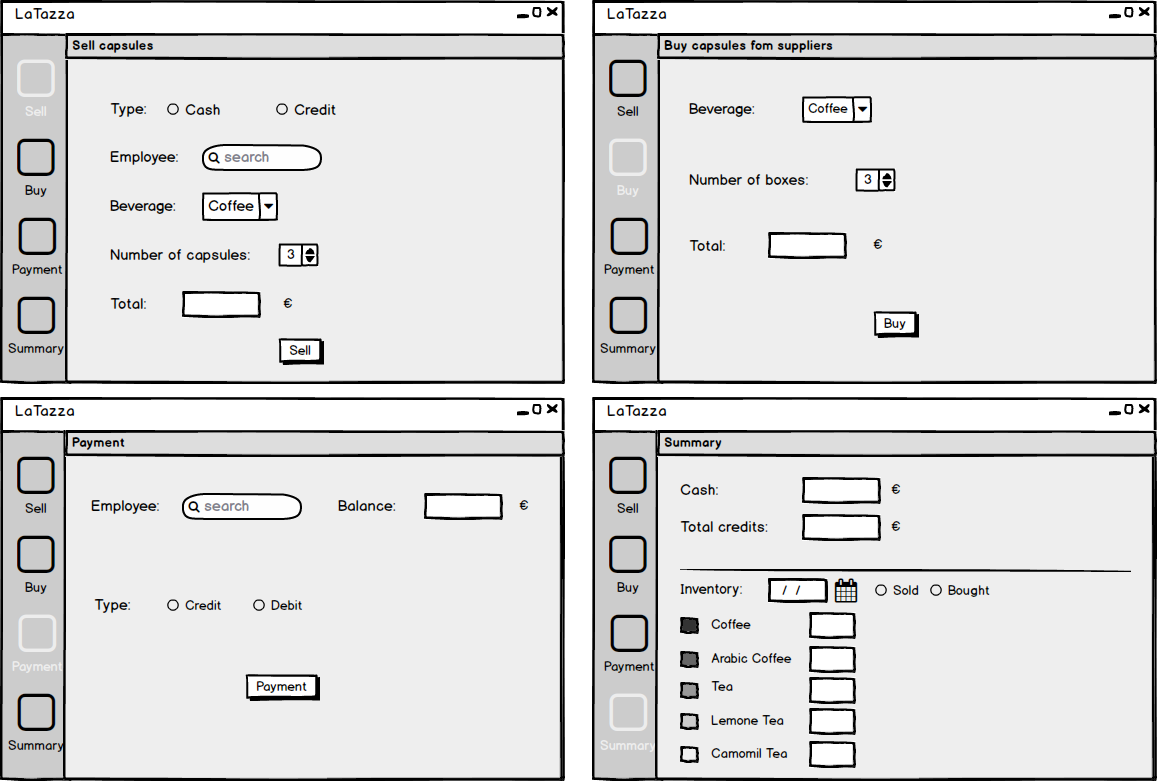 LaTazza
Sell capsules
Sell
Buy
Payment
Summary
Type: Cash Credit
Employee: search
Beverage: Coffee
Number of capsules: 3
Total: €
Sell
LaTazza
Buy capsules fom suppliers
Sell
Buy
Payment
Summary
Beverage: Coffee
Number of boxes: 3
Total: €
Buy
LaTazza
Payment
Sell
Buy
Payment
Summary
Employee: search Balance: €
Type: Credit Debit
Payment
LaTazza
Summary
Sell
Buy
Payment
Summary
Cash: €
Total credits: €
Inventory: / / Sold Bought
Coffee
Arabic Coffee
Tea
Lemone Tea
Camomil Tea